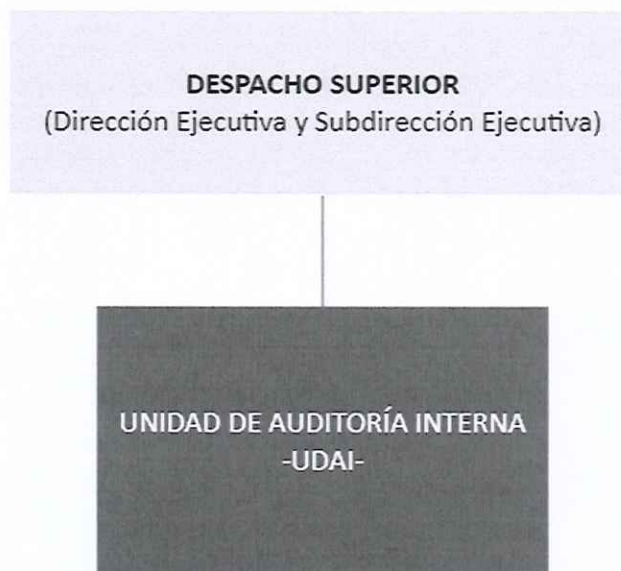 DESPACHO SUPERIOR
(Dirección Ejecutiva y Subdirección Ejecutiva)
UNIDAD DE AUDITORÍA INTERNA
-UDAI-